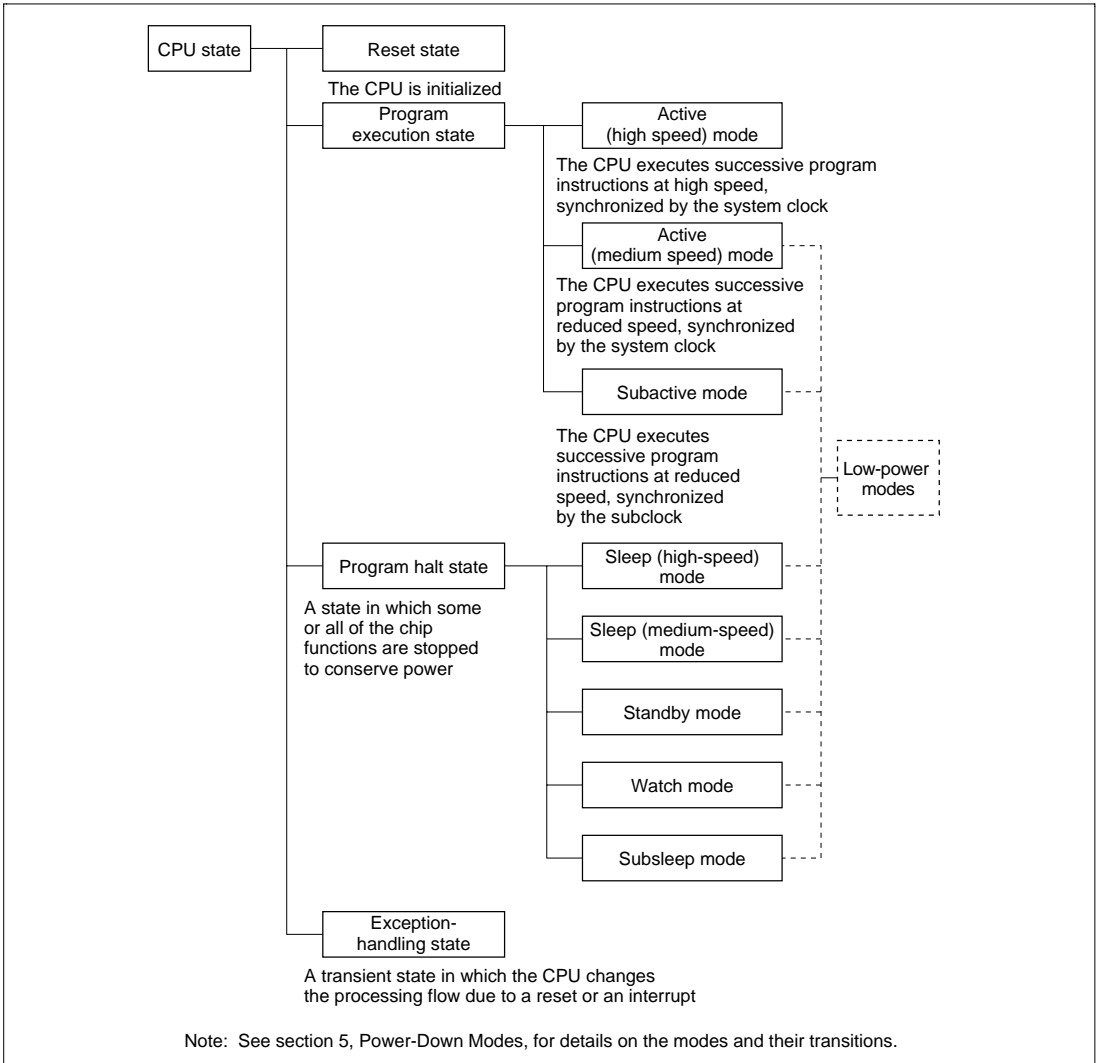 CPU state
Reset state
The CPU is initialized
Program
execution state
Active
(high speed) mode
The CPU executes successive program
instructions at high speed,
synchronized by the system clock
Active
(medium speed) mode
The CPU executes successive
program instructions at
reduced speed, synchronized
by the system clock
Subactive mode
The CPU executes
successive program
instructions at reduced
speed, synchronized
by the subclock
Low-power
modes
Program halt state
A state in which some
or all of the chip
functions are stopped
to conserve power
Sleep (high-speed)
mode
Sleep (medium-speed)
mode
Standby mode
Watch mode
Subsleep mode
Exception-
handling state
A transient state in which the CPU changes
the processing flow due to a reset or an interrupt
Note: See section 5, Power-Down Modes, for details on the modes and their transitions.